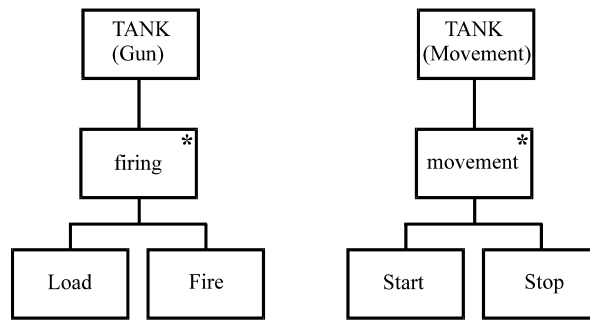 TANK
(Gun)
TANK
(Movement)
firing *
movement *
Load
Fire
Start
Stop